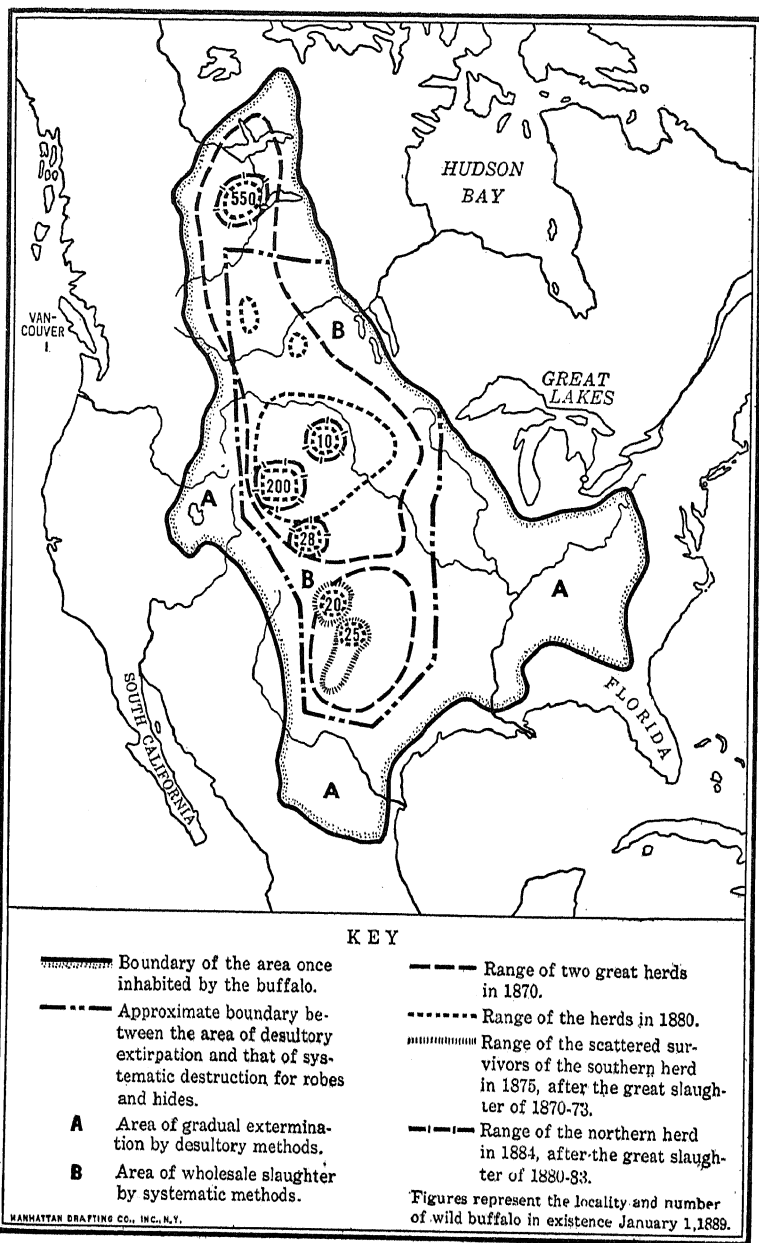 HUDSON
BAY
550
VAN-
COUVER
I.
B
GREAT
LAKES
10
200
A
28
B
A
20
25
SOUTH CALIFORNIA
FLORIDA
A
KEY
Boundary of the area once
inhabited by the buffalo.
Approximate boundary be-
tween the area of desultory
extirpation and that of sys-
tematic destruction for robes
and hides.
A Area of gradual extermina-
tion by desultory methods.
B Area of wholesale slaughter
by systematic methods.
MANHATTAN DRAFTING CO., INC., N.Y.
Range of two great herds
in 1870.
Range of the herds in 1880.
Range of the scattered sur-
vivors of the southern herd
in 1875, after the great slaugh-
ter of 1870-73.
Range of the northern herd
in 1884, after the great slaugh-
ter of 1880-83.
Figures represent the locality and number
of wild buffalo in existence January 1, 1889.